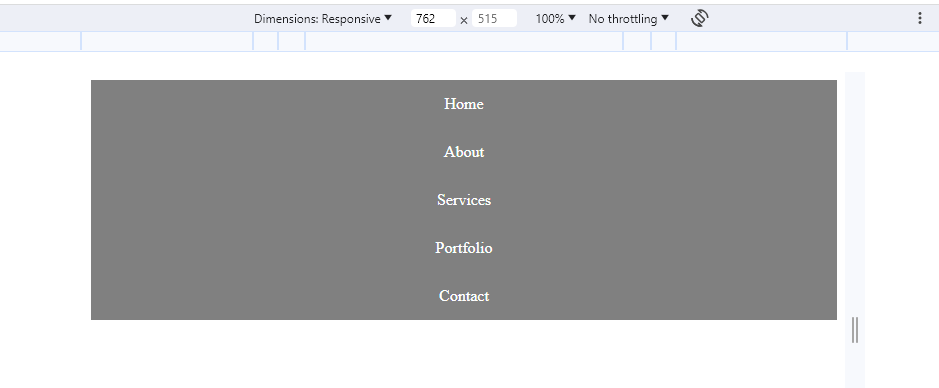 Dimensions: Responsive 762 × 515 100% No throttling
Home
About
Services
Portfolio
Contact